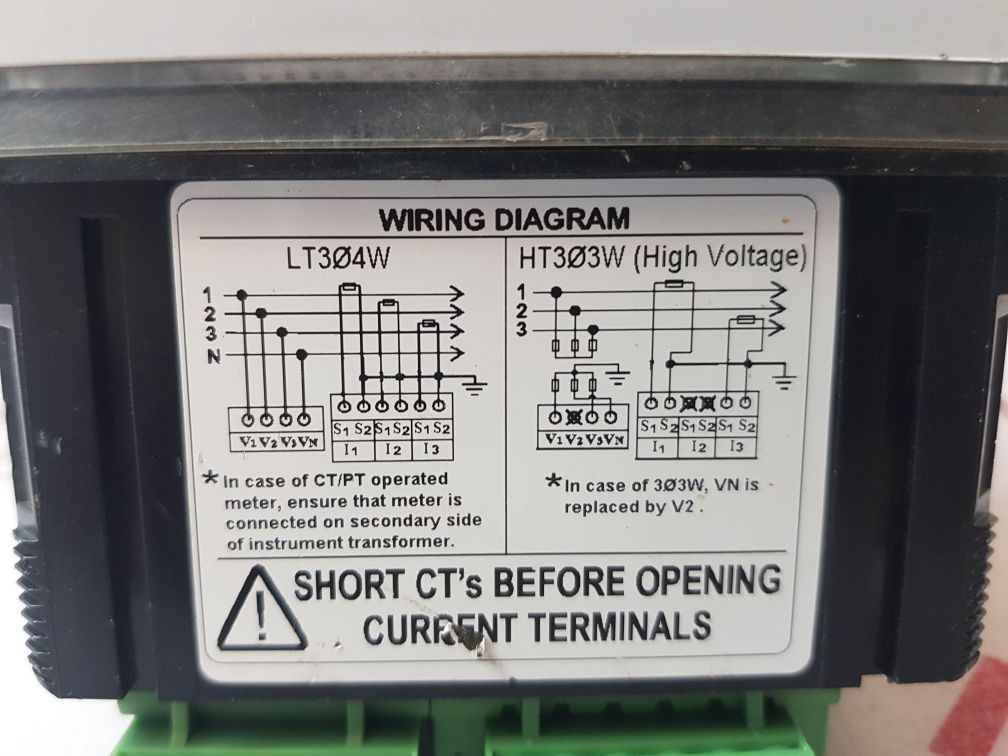 WIRING DIAGRAM
LT3Ø4W
1
2
3
N
V1 V2 V3 VN
S1 S2 S1 S2 S1 S2
I1 I2 I3
* In case of CT/PT operated
meter, ensure that meter is
connected on secondary side
of instrument transformer.
HT3Ø3W (High Voltage)
1
2
3
V1 V2 V3 VN
S1 S2 S1 S2 S1 S2
I1 I2 I3
* In case of 3Ø3W, VN is
replaced by V2 .
! SHORT CT's BEFORE OPENING
CURRENT TERMINALS